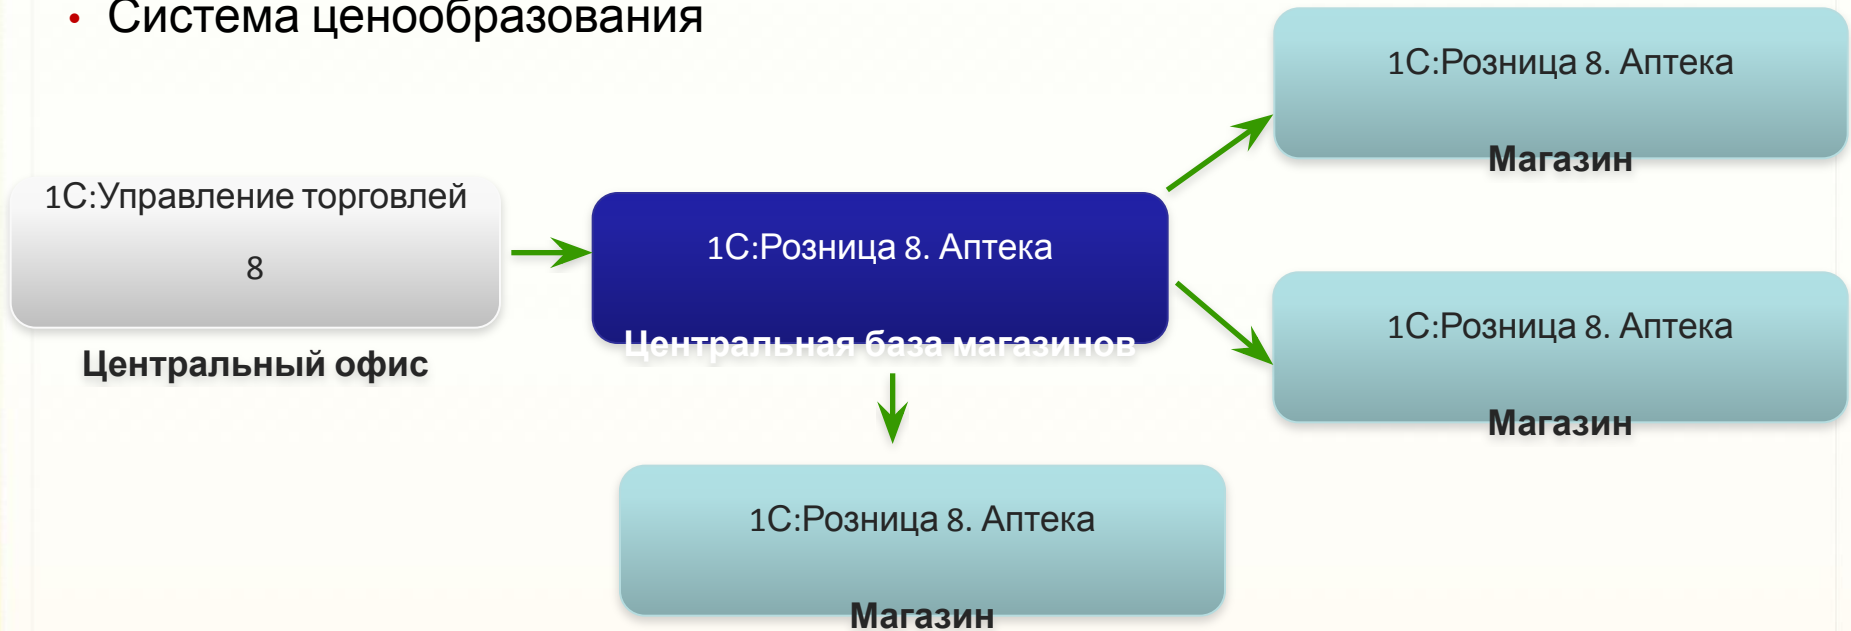 • Система ценообразования
1С:Розница 8. Аптека
Магазин
1С:Управление торговлей
8
Центральный офис
1С:Розница 8. Аптека
Центральная база магазинов
1С:Розница 8. Аптека
Магазин
1С:Розница 8. Аптека
Магазин